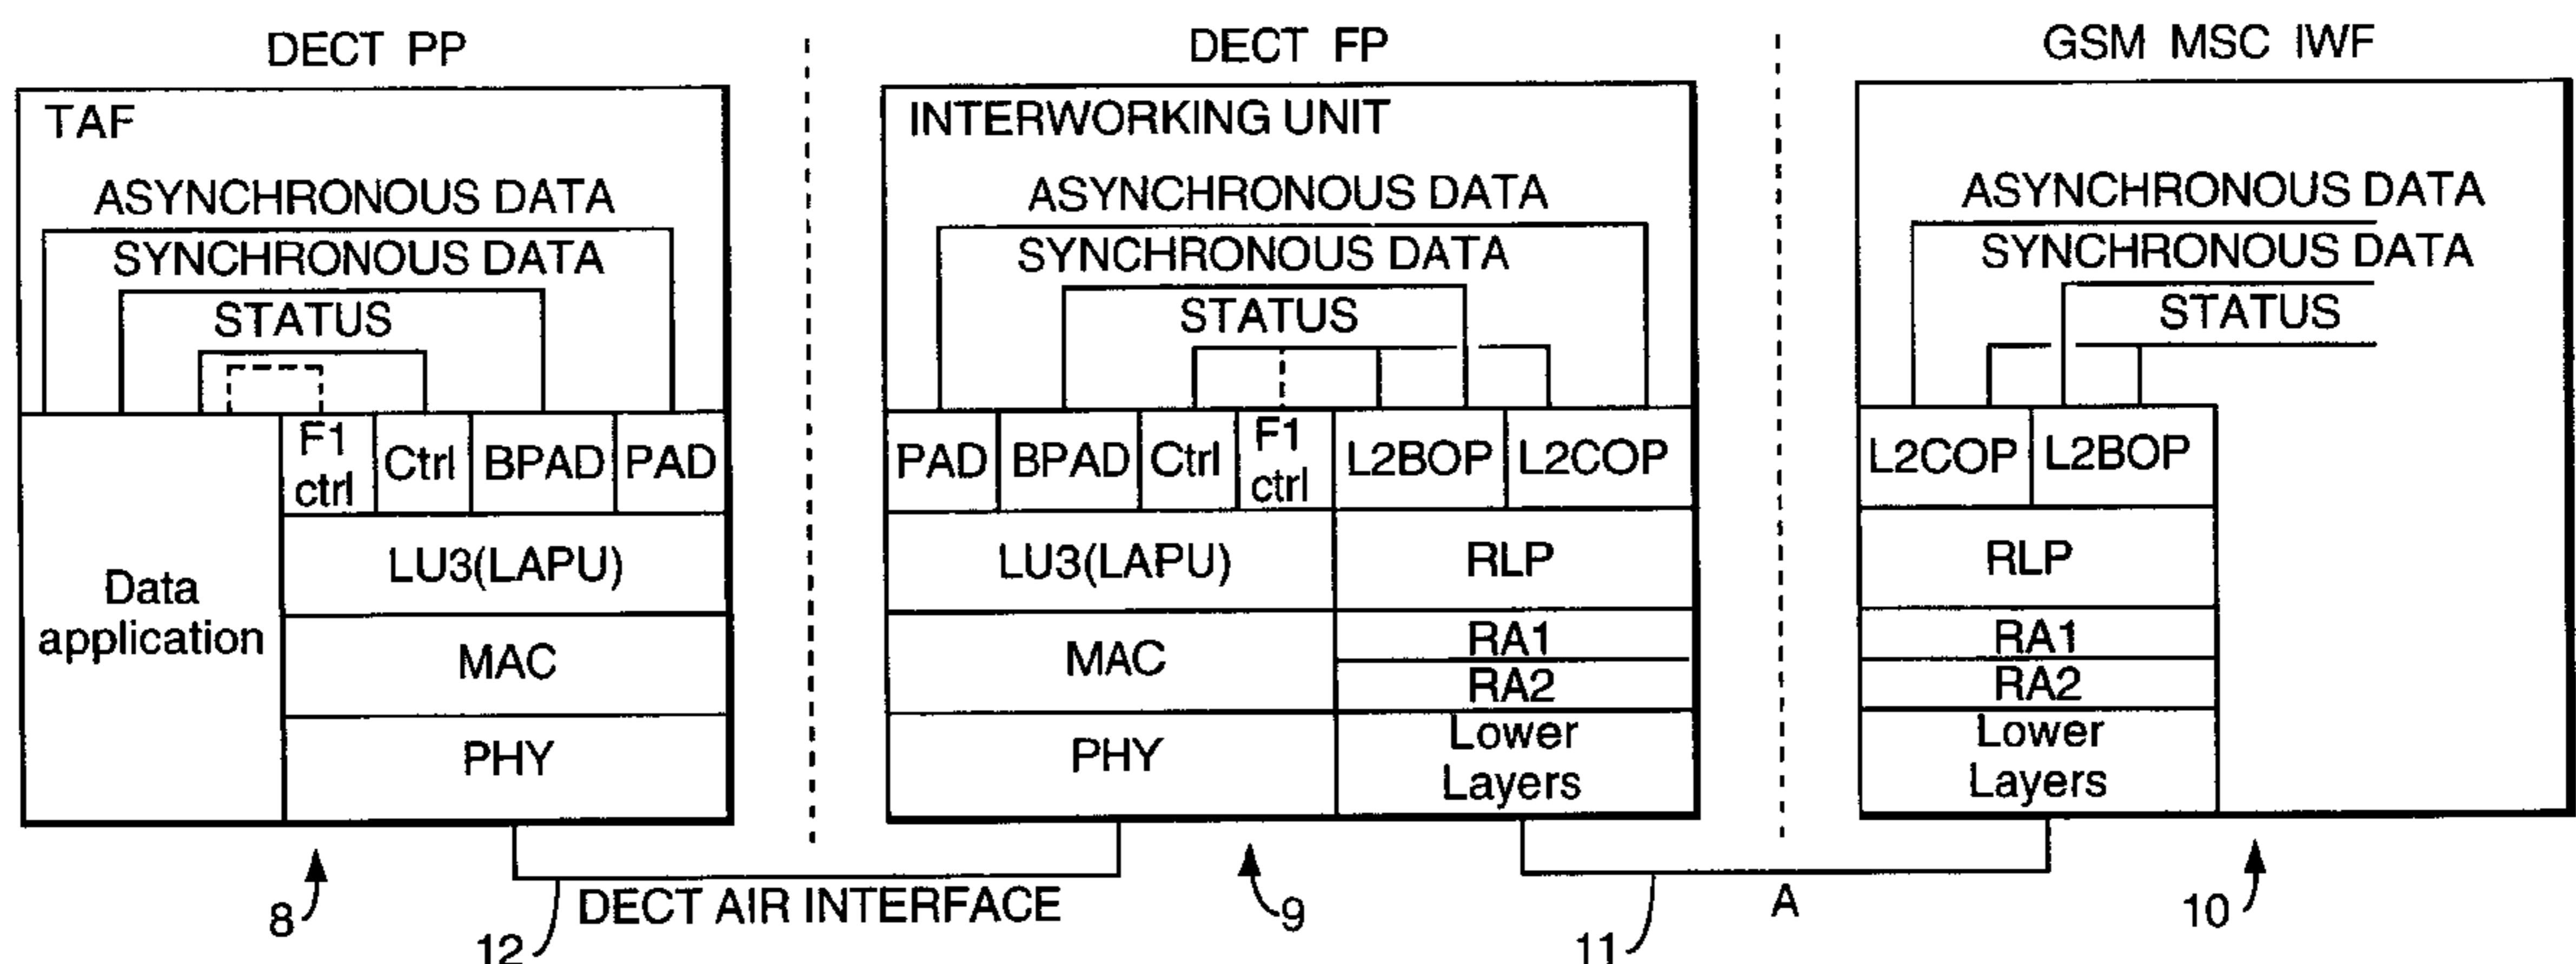 DECT PP
TAF
ASYNCHRONOUS DATA
SYNCHRONOUS DATA
STATUS
F1 ctrl
Ctrl
BPAD
PAD
Data application
LU3(LAPU)
MAC
PHY
8
12
DECT AIR INTERFACE
DECT FP
INTERWORKING UNIT
ASYNCHRONOUS DATA
SYNCHRONOUS DATA
STATUS
PAD
BPAD
Ctrl
F1 ctrl
L2BOP
L2COP
LU3(LAPU)
RLP
MAC
RA1
RA2
PHY
Lower Layers
9
11
A
GSM MSC IWF
ASYNCHRONOUS DATA
SYNCHRONOUS DATA
STATUS
L2COP
L2BOP
RLP
RA1
RA2
Lower Layers
10